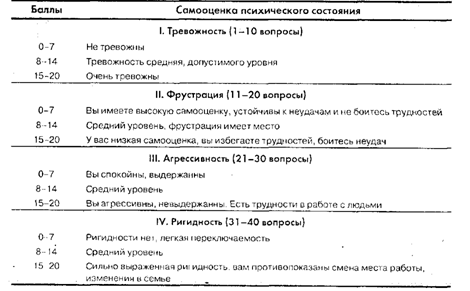 Баллы Самооценка психического состояния
I. Тревожность (1–10 вопросы)
0–7 Не тревожны
8–14 Тревожность средняя, допустимого уровня
15–20 Очень тревожны
II. Фрустрация (11–20 вопросы)
0–7 Вы имеете высокую самооценку, устойчивы к неудачам и не боитесь трудностей
8–14 Средний уровень, фрустрация имеет место
15–20 У вас низкая самооценка, вы избегаете трудностей, боитесь неудач
III. Агрессивность (21–30 вопросы)
0–7 Вы спокойны, выдержанны
8–14 Средний уровень
15–20 Вы агрессивны, невыдержанны. Есть трудности в работе с людьми
IV. Ригидность (31–40 вопросы)
0–7 Ригидности нет, легкая переключаемость
8–14 Средний уровень
15–20 Сильно выраженная ригидность, вам противопоказаны смена места работы,
изменения в семье